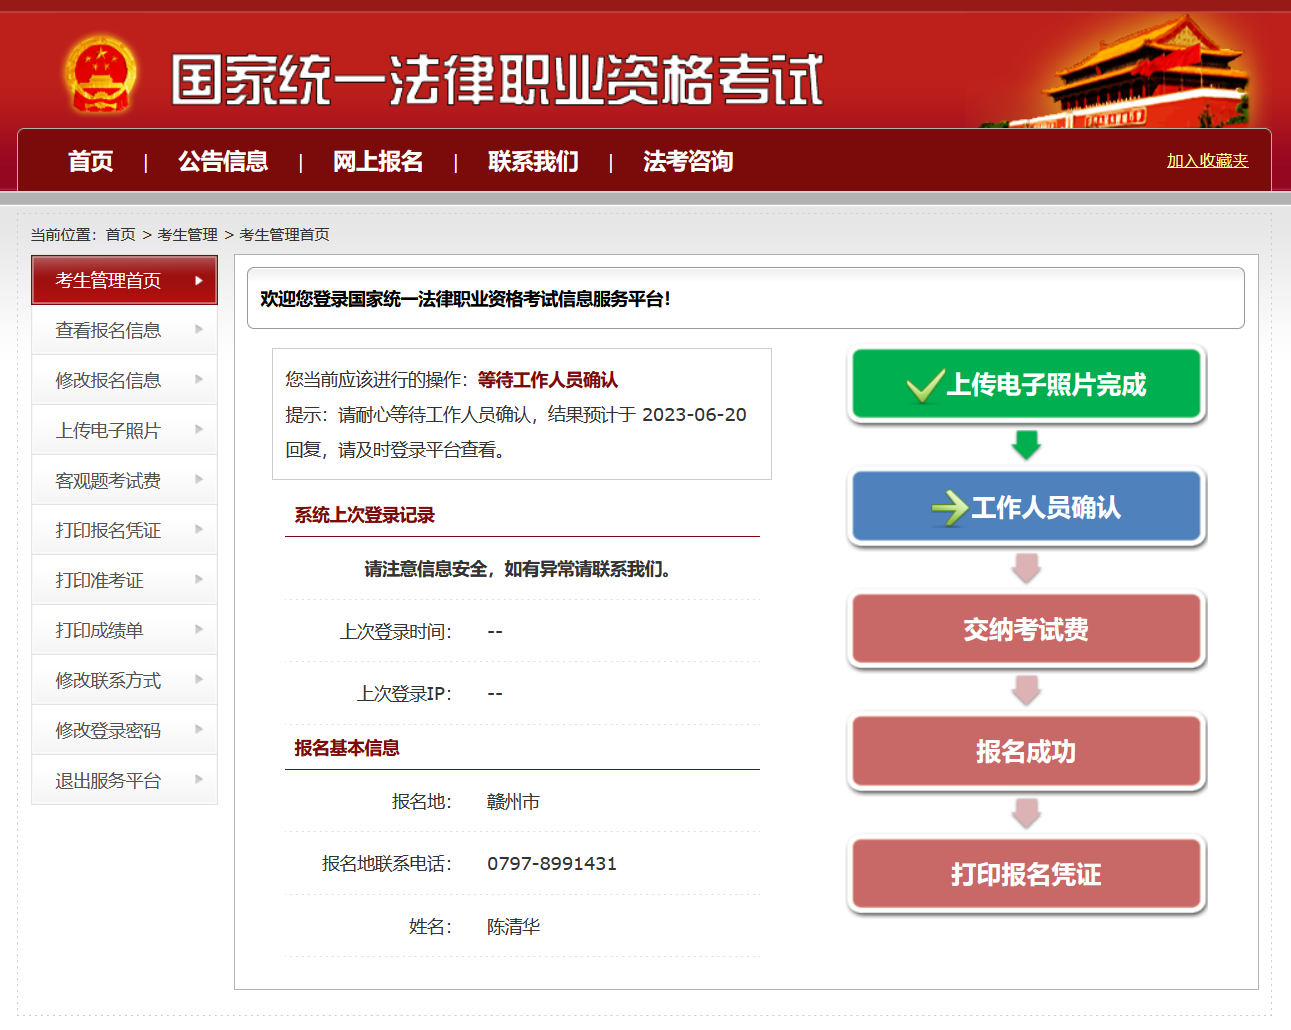 国家统一法律职业资格考试
首页 | 公告信息 | 网上报名 | 联系我们 | 法考咨询
加入收藏夹
当前位置：首页 > 考生管理 > 考生管理首页
考生管理首页
查看报名信息
修改报名信息
上传电子照片
客观题考试费
打印报名凭证
打印准考证
打印成绩单
修改联系方式
修改登录密码
退出服务平台
欢迎您登录国家统一法律职业资格考试信息服务平台！
您当前应该进行的操作：等待工作人员确认
提示：请耐心等待工作人员确认，结果预计于 2023-06-20
回复，请及时登录平台查看。
系统上次登录记录
请注意信息安全，如有异常请联系我们。
上次登录时间： --
上次登录IP： --
报名基本信息
报名地： 赣州市
报名地联系电话： 0797-8991431
姓名： 陈清华
上传电子照片完成
工作人员确认
交纳考试费
报名成功
打印报名凭证